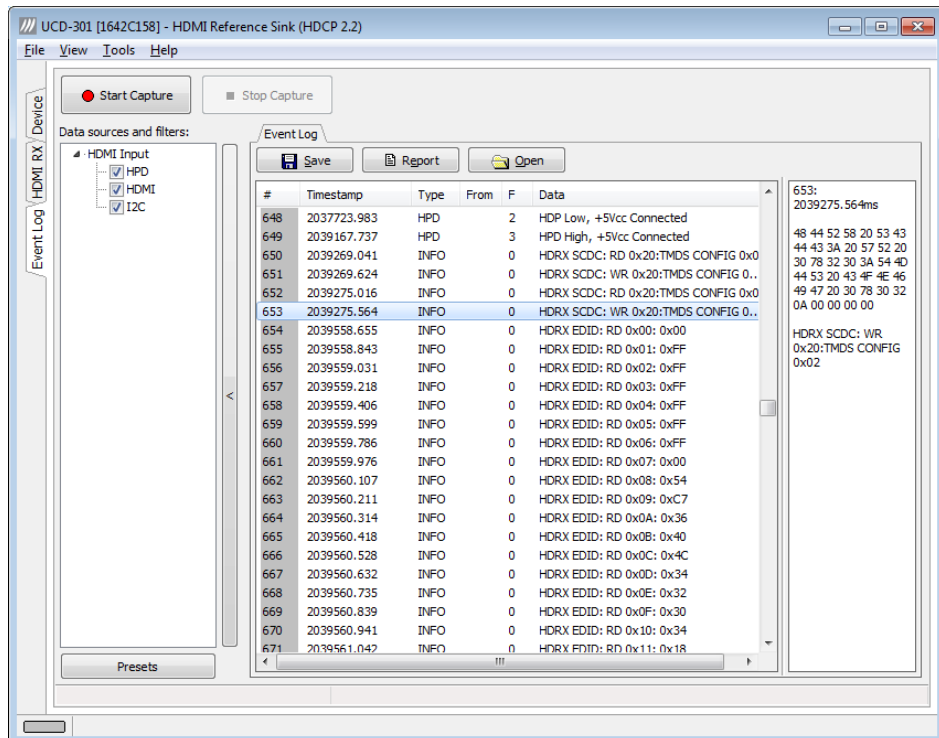 UCD-301 [1642C158] - HDMI Reference Sink (HDCP 2.2)
File View Tools Help
Start Capture Stop Capture
Device
HDMI RX
Event Log
Data sources and filters:
HDMI Input
HPD
HDMI
I2C
<
Presets
Event Log
Save Report Open
# Timestamp Type From F Data
648 2037723.983 HPD 2 HDP Low, +5Vcc Connected
649 2039167.737 HPD 3 HPD High, +5Vcc Connected
650 2039269.041 INFO 0 HDRX SCDC: RD 0x20:TMDS CONFIG 0x0
651 2039269.624 INFO 0 HDRX SCDC: WR 0x20:TMDS CONFIG 0..
652 2039275.016 INFO 0 HDRX SCDC: RD 0x20:TMDS CONFIG 0x0
653 2039275.564 INFO 0 HDRX SCDC: WR 0x20:TMDS CONFIG 0..
654 2039558.655 INFO 0 HDRX EDID: RD 0x00: 0x00
655 2039558.843 INFO 0 HDRX EDID: RD 0x01: 0xFF
656 2039559.031 INFO 0 HDRX EDID: RD 0x02: 0xFF
657 2039559.218 INFO 0 HDRX EDID: RD 0x03: 0xFF
658 2039559.406 INFO 0 HDRX EDID: RD 0x04: 0xFF
659 2039559.599 INFO 0 HDRX EDID: RD 0x05: 0xFF
660 2039559.786 INFO 0 HDRX EDID: RD 0x06: 0xFF
661 2039559.976 INFO 0 HDRX EDID: RD 0x07: 0x00
662 2039560.107 INFO 0 HDRX EDID: RD 0x08: 0x54
663 2039560.211 INFO 0 HDRX EDID: RD 0x09: 0xC7
664 2039560.314 INFO 0 HDRX EDID: RD 0x0A: 0x36
665 2039560.418 INFO 0 HDRX EDID: RD 0x0B: 0x40
666 2039560.528 INFO 0 HDRX EDID: RD 0x0C: 0x4C
667 2039560.632 INFO 0 HDRX EDID: RD 0x0D: 0x34
668 2039560.735 INFO 0 HDRX EDID: RD 0x0E: 0x32
669 2039560.839 INFO 0 HDRX EDID: RD 0x0F: 0x30
670 2039560.941 INFO 0 HDRX EDID: RD 0x10: 0x34
671 2039561.042 INFO 0 HDRX EDID: RD 0x11: 0x18
653:
2039275.564ms
48 44 52 58 20 53 43
44 43 3A 20 57 52 20
30 78 32 30 3A 54 4D
44 53 20 43 4F 4E 46
49 47 20 30 78 30 32
0A 00 00 00 00
HDRX SCDC: WR
0x20:TMDS CONFIG
0x02